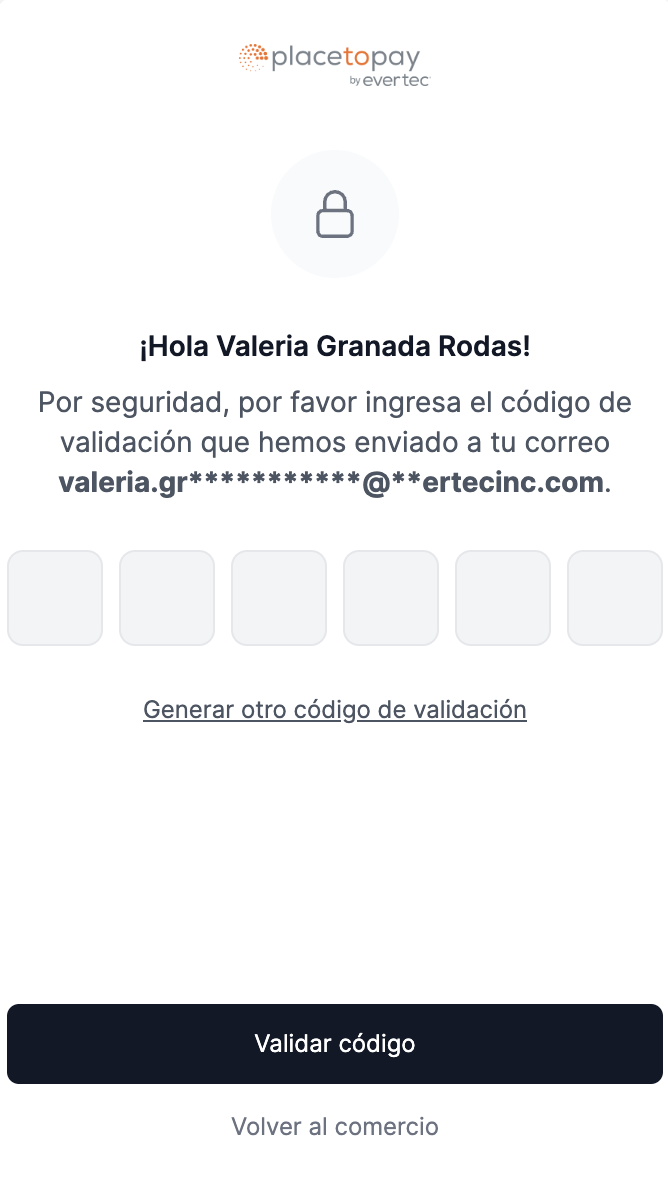 placetopay
by evertec
¡Hola Valeria Granada Rodas!
Por seguridad, por favor ingresa el código de
validación que hemos enviado a tu correo
valeria.gr***********@**ertecinc.com.
Generar otro código de validación
Validar código
Volver al comercio